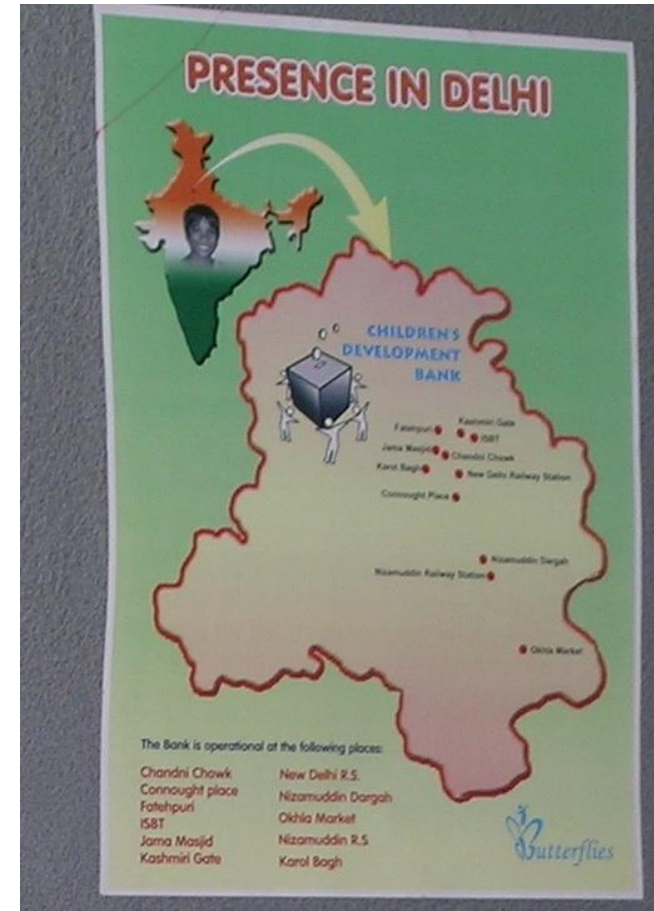 PRESENCE IN DELHI
CHILDREN'S
DEVELOPMENT
BANK
Kashmiri Gate
Fatehpuri
ISBT
Jama Masjid
Chandni Chowk
Karol Bagh
New Delhi Railway Station
Connought Place
Nizamuddin Dargah
Nizamuddin Railway Station
Okhla Market
The Bank is operational at the following places:
Chandni Chowk
Connought place
Fatehpuri
ISBT
Jama Masjid
Kashmiri Gate
New Delhi R.S.
Nizamuddin Dargah
Okhla Market
Nizamuddin R.S
Karol Bagh
Butterflies